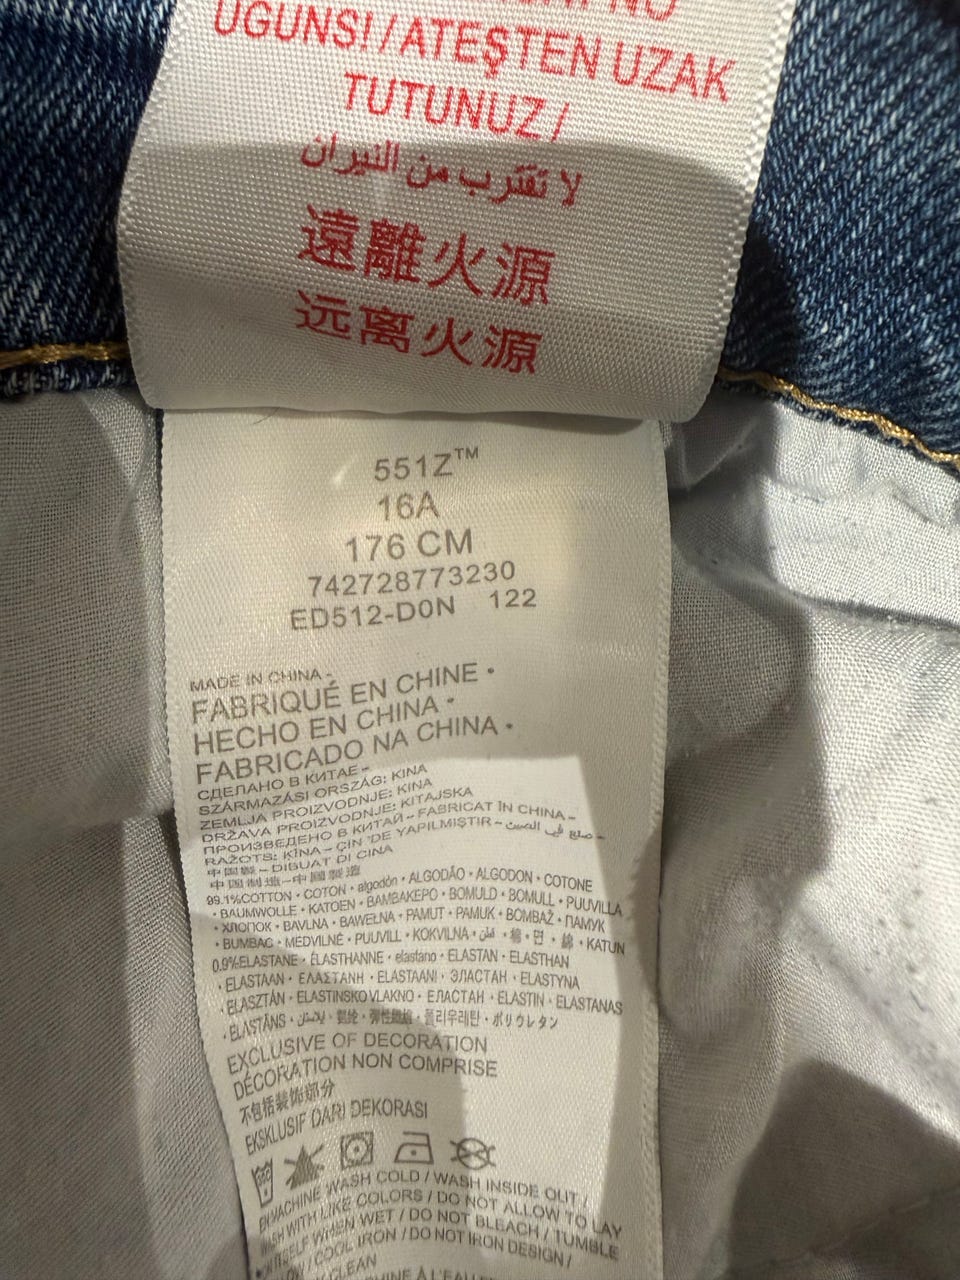 UGUNS! / ATEŞTEN UZAK
TUTUNUZ /
لا تقترب من النيران
遠離火源
远离火源
551Z™
16A
176 CM
742728773230
ED512-D0N 122
MADE IN CHINA -
FABRIQUÉ EN CHINE •
HECHO EN CHINA •
FABRICADO NA CHINA •
СДЕЛАНО В КИТАЕ -
SZÁRMAZÁSI ORSZÁG: KINA
ZEMLJA PROIZVODNJE: KINA
DRŽAVA PROIZVODNJE: KITAJSKA
ПРОИЗВЕДЕНО В КИТАЙ - FABRICAT ÎN CHINA -
RAŽOTS: ĶĪNA - ÇİN 'DE YAPILMIŞTIR - صنع في الصين -
中国製 - DIBUAT DI CINA
中国制造 - 中國製造
99.1%COTTON • COTON • algodón • ALGODÃO • ALGODON • COTONE
• BAUMWOLLE • KATOEN • ΒΑΜΒΑΚΕΡΟ • BOMULD • BOMULL • PUUVILLA
• ХЛОПОК • BAVLNA • BAWEŁNA • PAMUT • PAMUK • BOMBAŽ • ПАМУК
• BUMBAC • MEDVILNĖ • PUUVILL • KOKVILNA • قطن • 棉 • 면 • 綿 • KATUN
0.9%ELASTANE • ÉLASTHANNE • elastano • ELASTAN • ELASTHAN
• ELASTAAN • ΕΛΑΣΤΑΝΗ • ELASTAANI • ЭЛАСТАН • ELASTYNA
• ELASZTÁN • ELASTINSKO VLAKNO • ЕЛАСТАН • ELASTIN • ELASTANAS
• ELASTĀNS • 彈性纖維 • 폴리우레탄 • ポリウレタン
EXCLUSIVE OF DECORATION
DÉCORATION NON COMPRISE
不包括装饰部分
EKSKLUSIF DARI DEKORASI
MACHINE WASH COLD / WASH INSIDE OUT /
WASH WITH LIKE COLORS / DO NOT ALLOW TO LAY
ON ITSELF WHEN WET / DO NOT BLEACH / TUMBLE
LOW / COOL IRON / DO NOT IRON DESIGN /
CLEAN